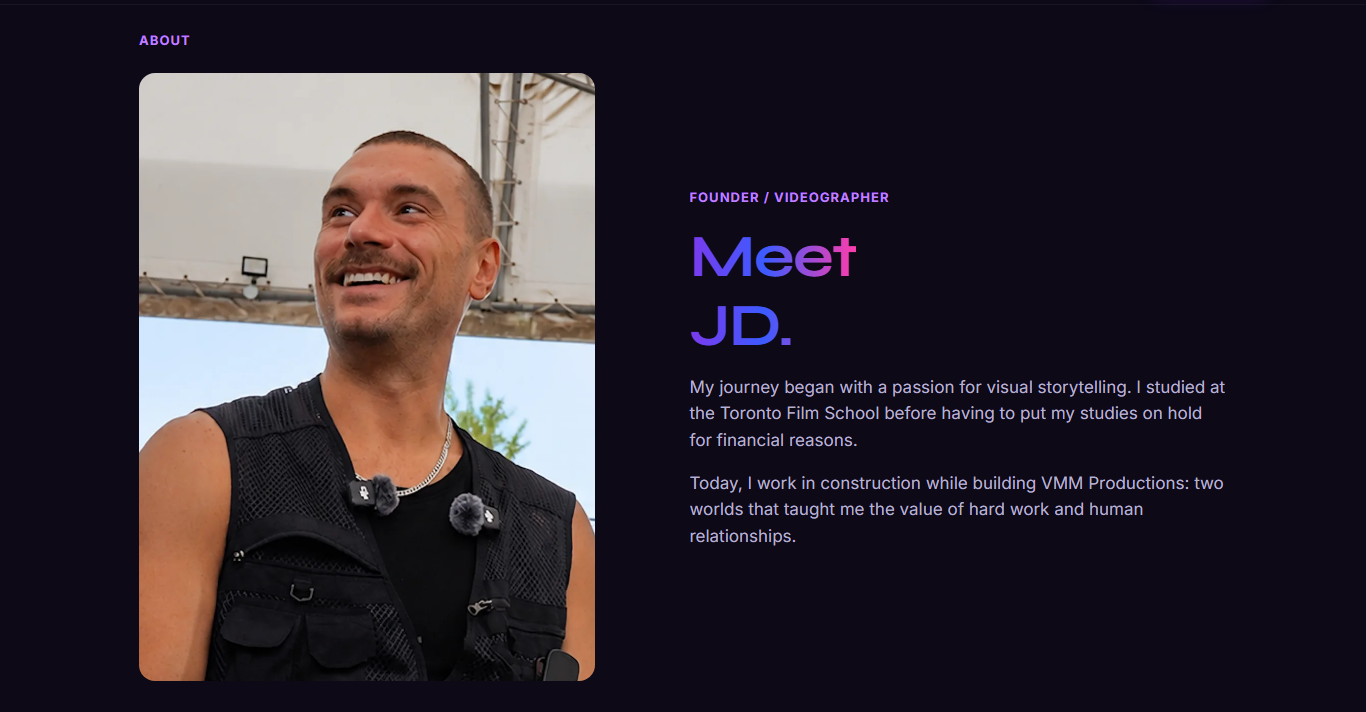 ABOUT
FOUNDER / VIDEOGRAPHER
Meet
JD.
My journey began with a passion for visual storytelling. I studied at
the Toronto Film School before having to put my studies on hold
for financial reasons.
Today, I work in construction while building VMM Productions: two
worlds that taught me the value of hard work and human
relationships.